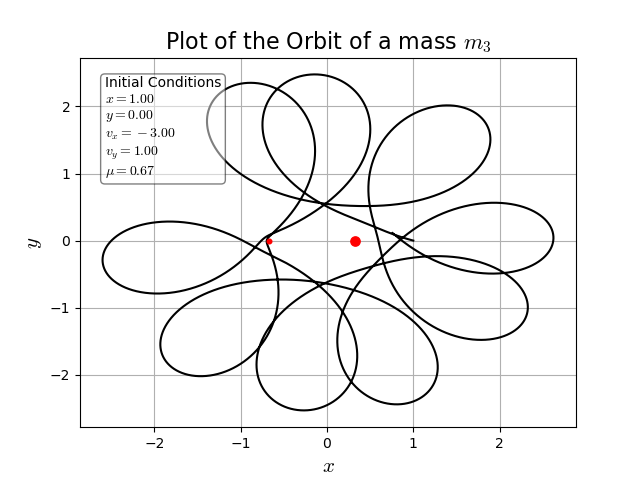 Plot of the Orbit of a mass m₃
Initial Conditions
x = 1.00
y = 0.00
vₓ = −3.00
v_y = 1.00
μ = 0.67
2
1
0
−1
−2
y
−2 −1 0 1 2
x